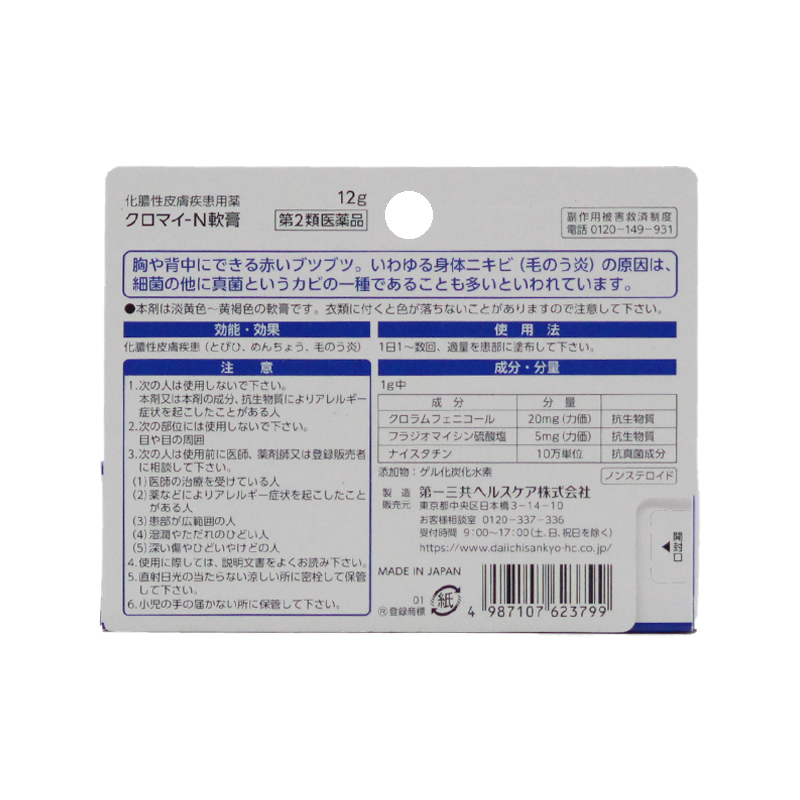 化膿性皮膚疾患用薬
クロマイ-N軟膏
12g
第2類医薬品
副作用被害救済制度
電話 0120-149-931
胸や背中にできる赤いブツブツ。いわゆる身体ニキビ(毛のう炎)の原因は、
細菌の他に真菌というカビの一種であることも多いといわれています。
●本剤は淡黄色〜黄褐色の軟膏です。衣類に付くと色が落ちないことがありますので注意して下さい。
効能・効果
化膿性皮膚疾患(とびひ、めんちょう、毛のう炎)
注 意
1.次の人は使用しないで下さい。
本剤又は本剤の成分、抗生物質によりアレルギー
症状を起こしたことがある人
2.次の部位には使用しないで下さい。
目や目の周囲
3.次の人は使用前に医師、薬剤師又は登録販売者
に相談して下さい。
(1)医師の治療を受けている人
(2)薬などによりアレルギー症状を起こしたこと
がある人
(3)患部が広範囲の人
(4)湿潤やただれのひどい人
(5)深い傷やひどいやけどの人
4.使用に際しては、説明文書をよくお読み下さい。
5.直射日光の当たらない涼しい所に密栓して保管
して下さい。
6.小児の手の届かない所に保管して下さい。
使 用 法
1日1〜数回、適量を患部に塗布して下さい。
成分・分量
1g中
成 分 分 量
クロラムフェニコール 20mg(力価) 抗生物質
フラジオマイシン硫酸塩 5mg(力価) 抗生物質
ナイスタチン 10万単位 抗真菌成分
添加物:ゲル化炭化水素
ノンステロイド
製 造
販売元
第一三共ヘルスケア株式会社
東京都中央区日本橋3-14-10
お客様相談室 0120-337-336
受付時間 9:00〜17:00(土、日、祝日を除く)
https://www.daiichisankyo-hc.co.jp/
開封口
MADE IN JAPAN
01
®登録商標
紙
4 987107 623799